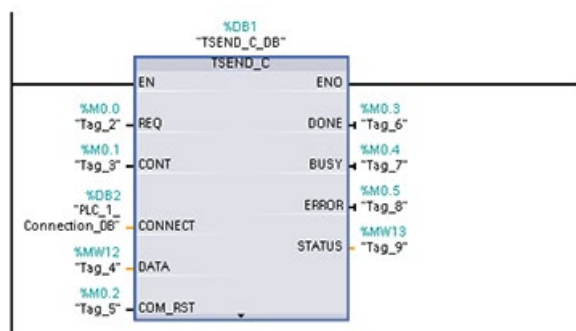 %DB1
"TSEND_C_DB"
TSEND_C
EN ENO
%M0.0 %M0.3
"Tag_2" REQ DONE "Tag_6"
%M0.1 %M0.4
"Tag_3" CONT BUSY "Tag_7"
%DB2 %M0.5
"PLC_1_ ERROR "Tag_8"
Connection_DB" CONNECT %MW13
STATUS "Tag_9"
%MW12
"Tag_4" DATA
%M0.2
"Tag_5" COM_RST